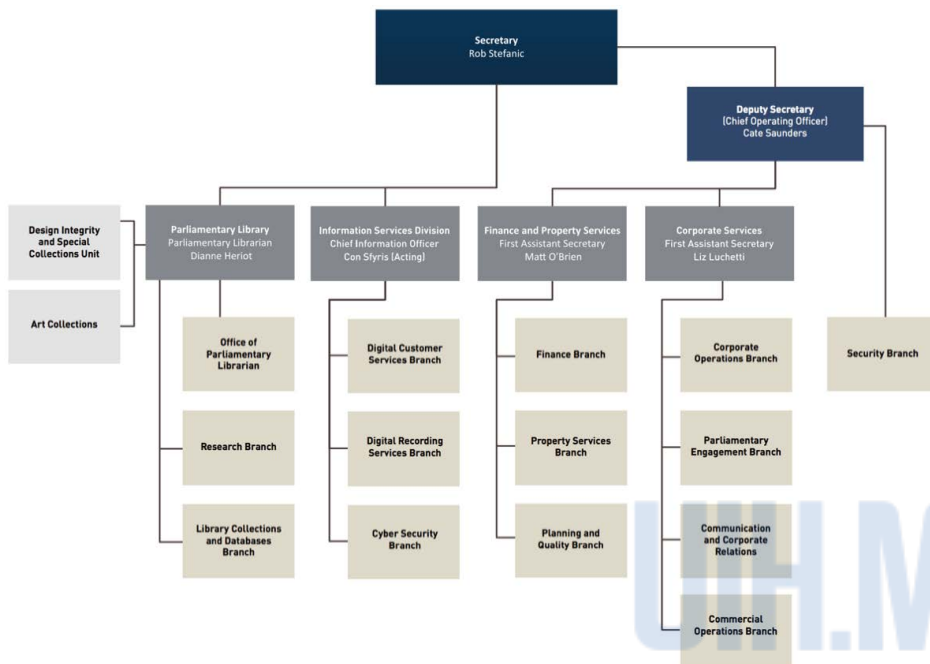 Secretary
Rob Stefanic
Deputy Secretary
(Chief Operating Officer)
Cate Saunders
Design Integrity
and Special
Collections Unit
Art Collections
Parliamentary Library
Parliamentary Librarian
Dianne Heriot
Information Services Division
Chief Information Officer
Con Sfyris (Acting)
Finance and Property Services
First Assistant Secretary
Matt O'Brien
Corporate Services
First Assistant Secretary
Liz Luchetti
Office of
Parliamentary
Librarian
Research Branch
Library Collections
and Databases
Branch
Digital Customer
Services Branch
Digital Recording
Services Branch
Cyber Security
Branch
Finance Branch
Property Services
Branch
Planning and
Quality Branch
Corporate
Operations Branch
Parliamentary
Engagement Branch
Communication
and Corporate
Relations
Commercial
Operations Branch
Security Branch
UIH.M